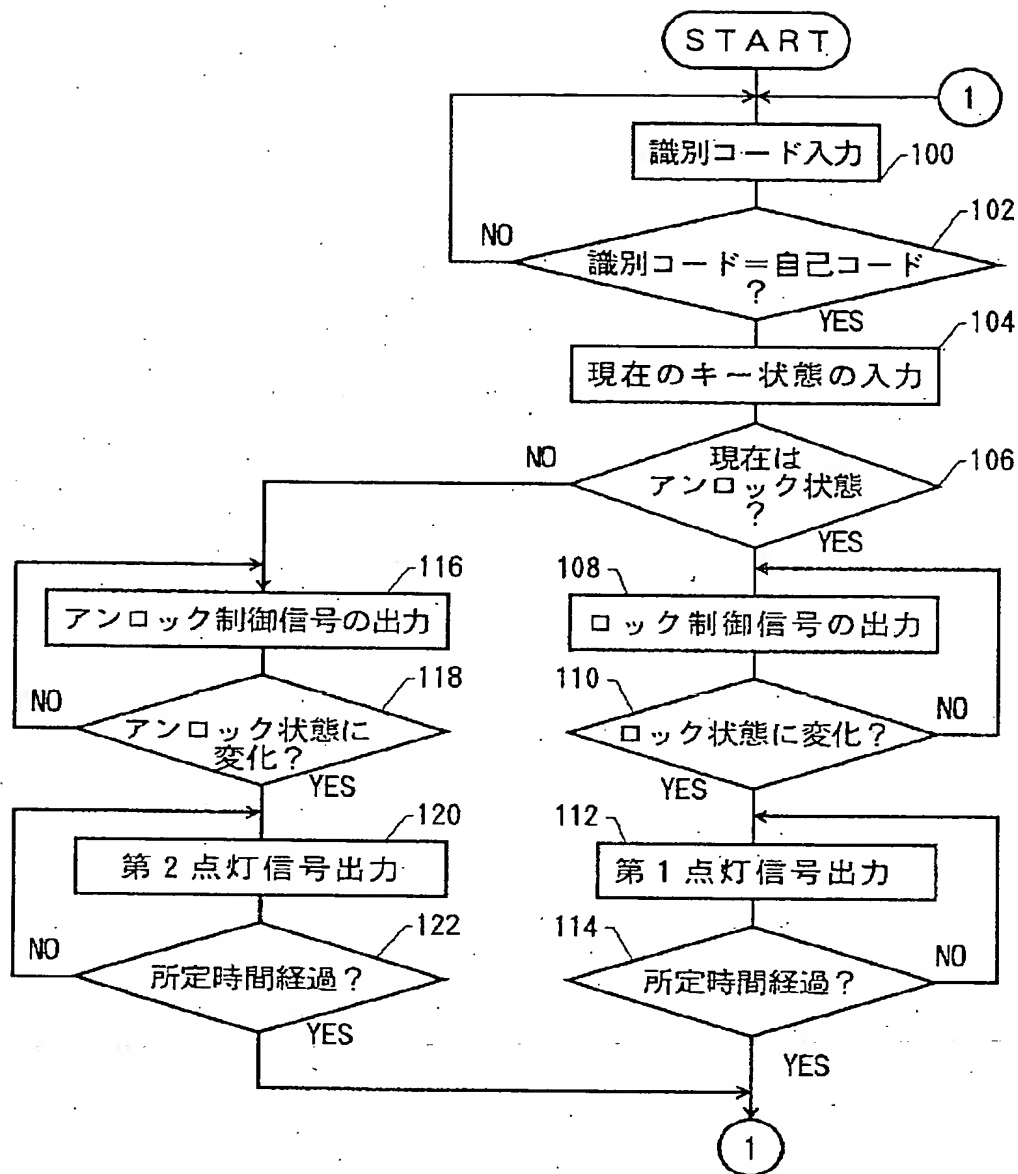 START
1
識別コード入力
100
102
NO
識別コード＝自己コード
？
YES
104
現在のキー状態の入力
NO
現在は
アンロック状態
？
106
YES
116
アンロック制御信号の出力
108
ロック制御信号の出力
118
NO
アンロック状態に
変化？
YES
110
NO
ロック状態に変化？
YES
120
第２点灯信号出力
112
第１点灯信号出力
122
NO
所定時間経過？
YES
114
NO
所定時間経過？
YES
1